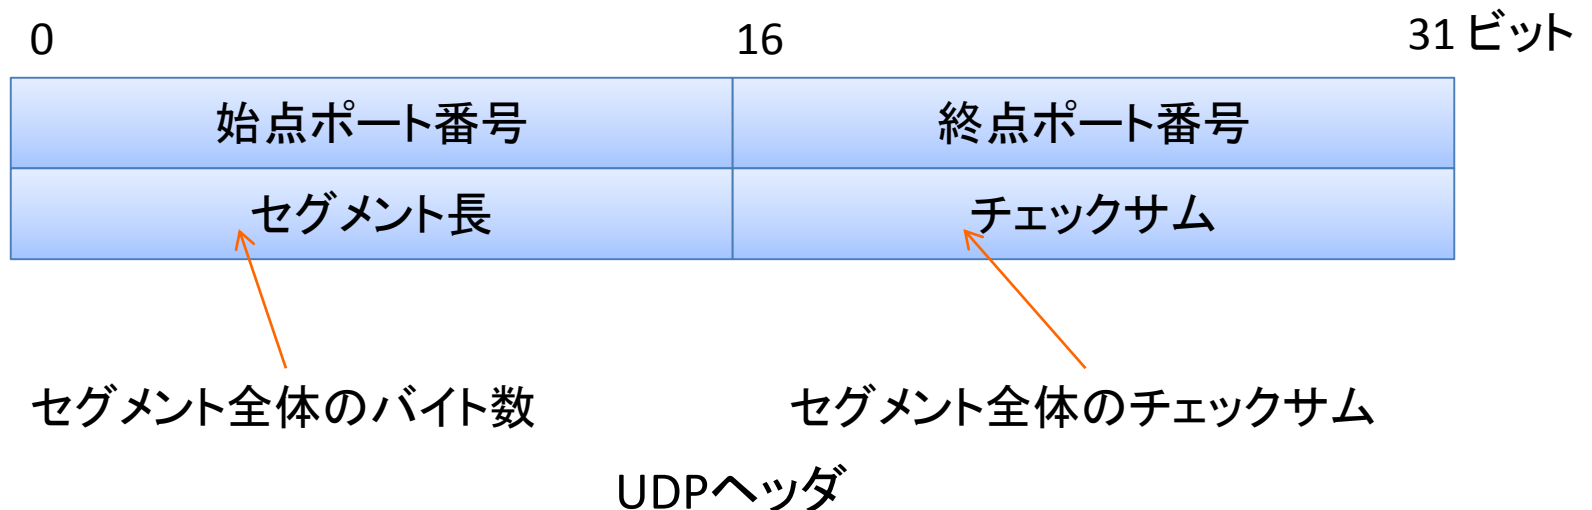 0 16 31 ビット
始点ポート番号 終点ポート番号
セグメント長 チェックサム
セグメント全体のバイト数 セグメント全体のチェックサム
UDPヘッダ